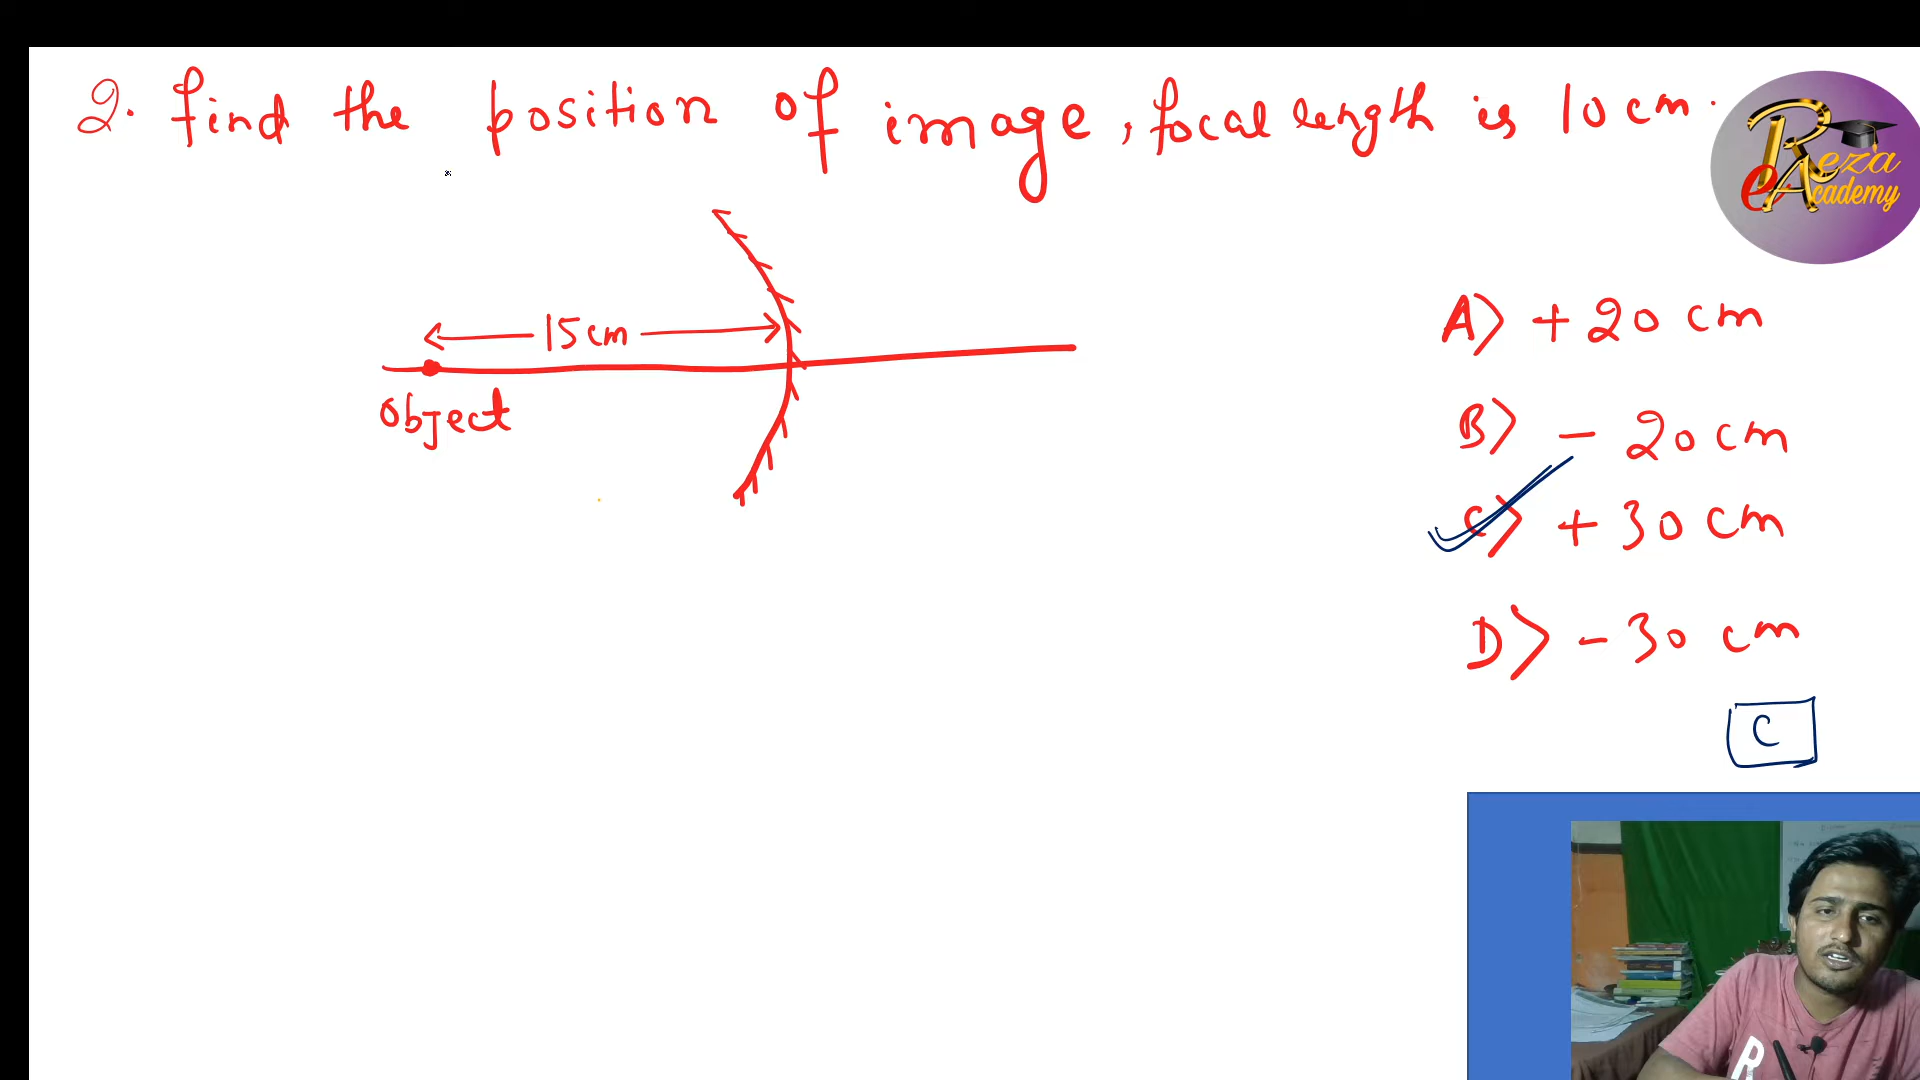 2. find the position of image, focal length is 10 cm.
Reza
e Academy
15 cm
object
A) + 20 cm
B) - 20 cm
C) + 30 cm
D) - 30 cm
C
R